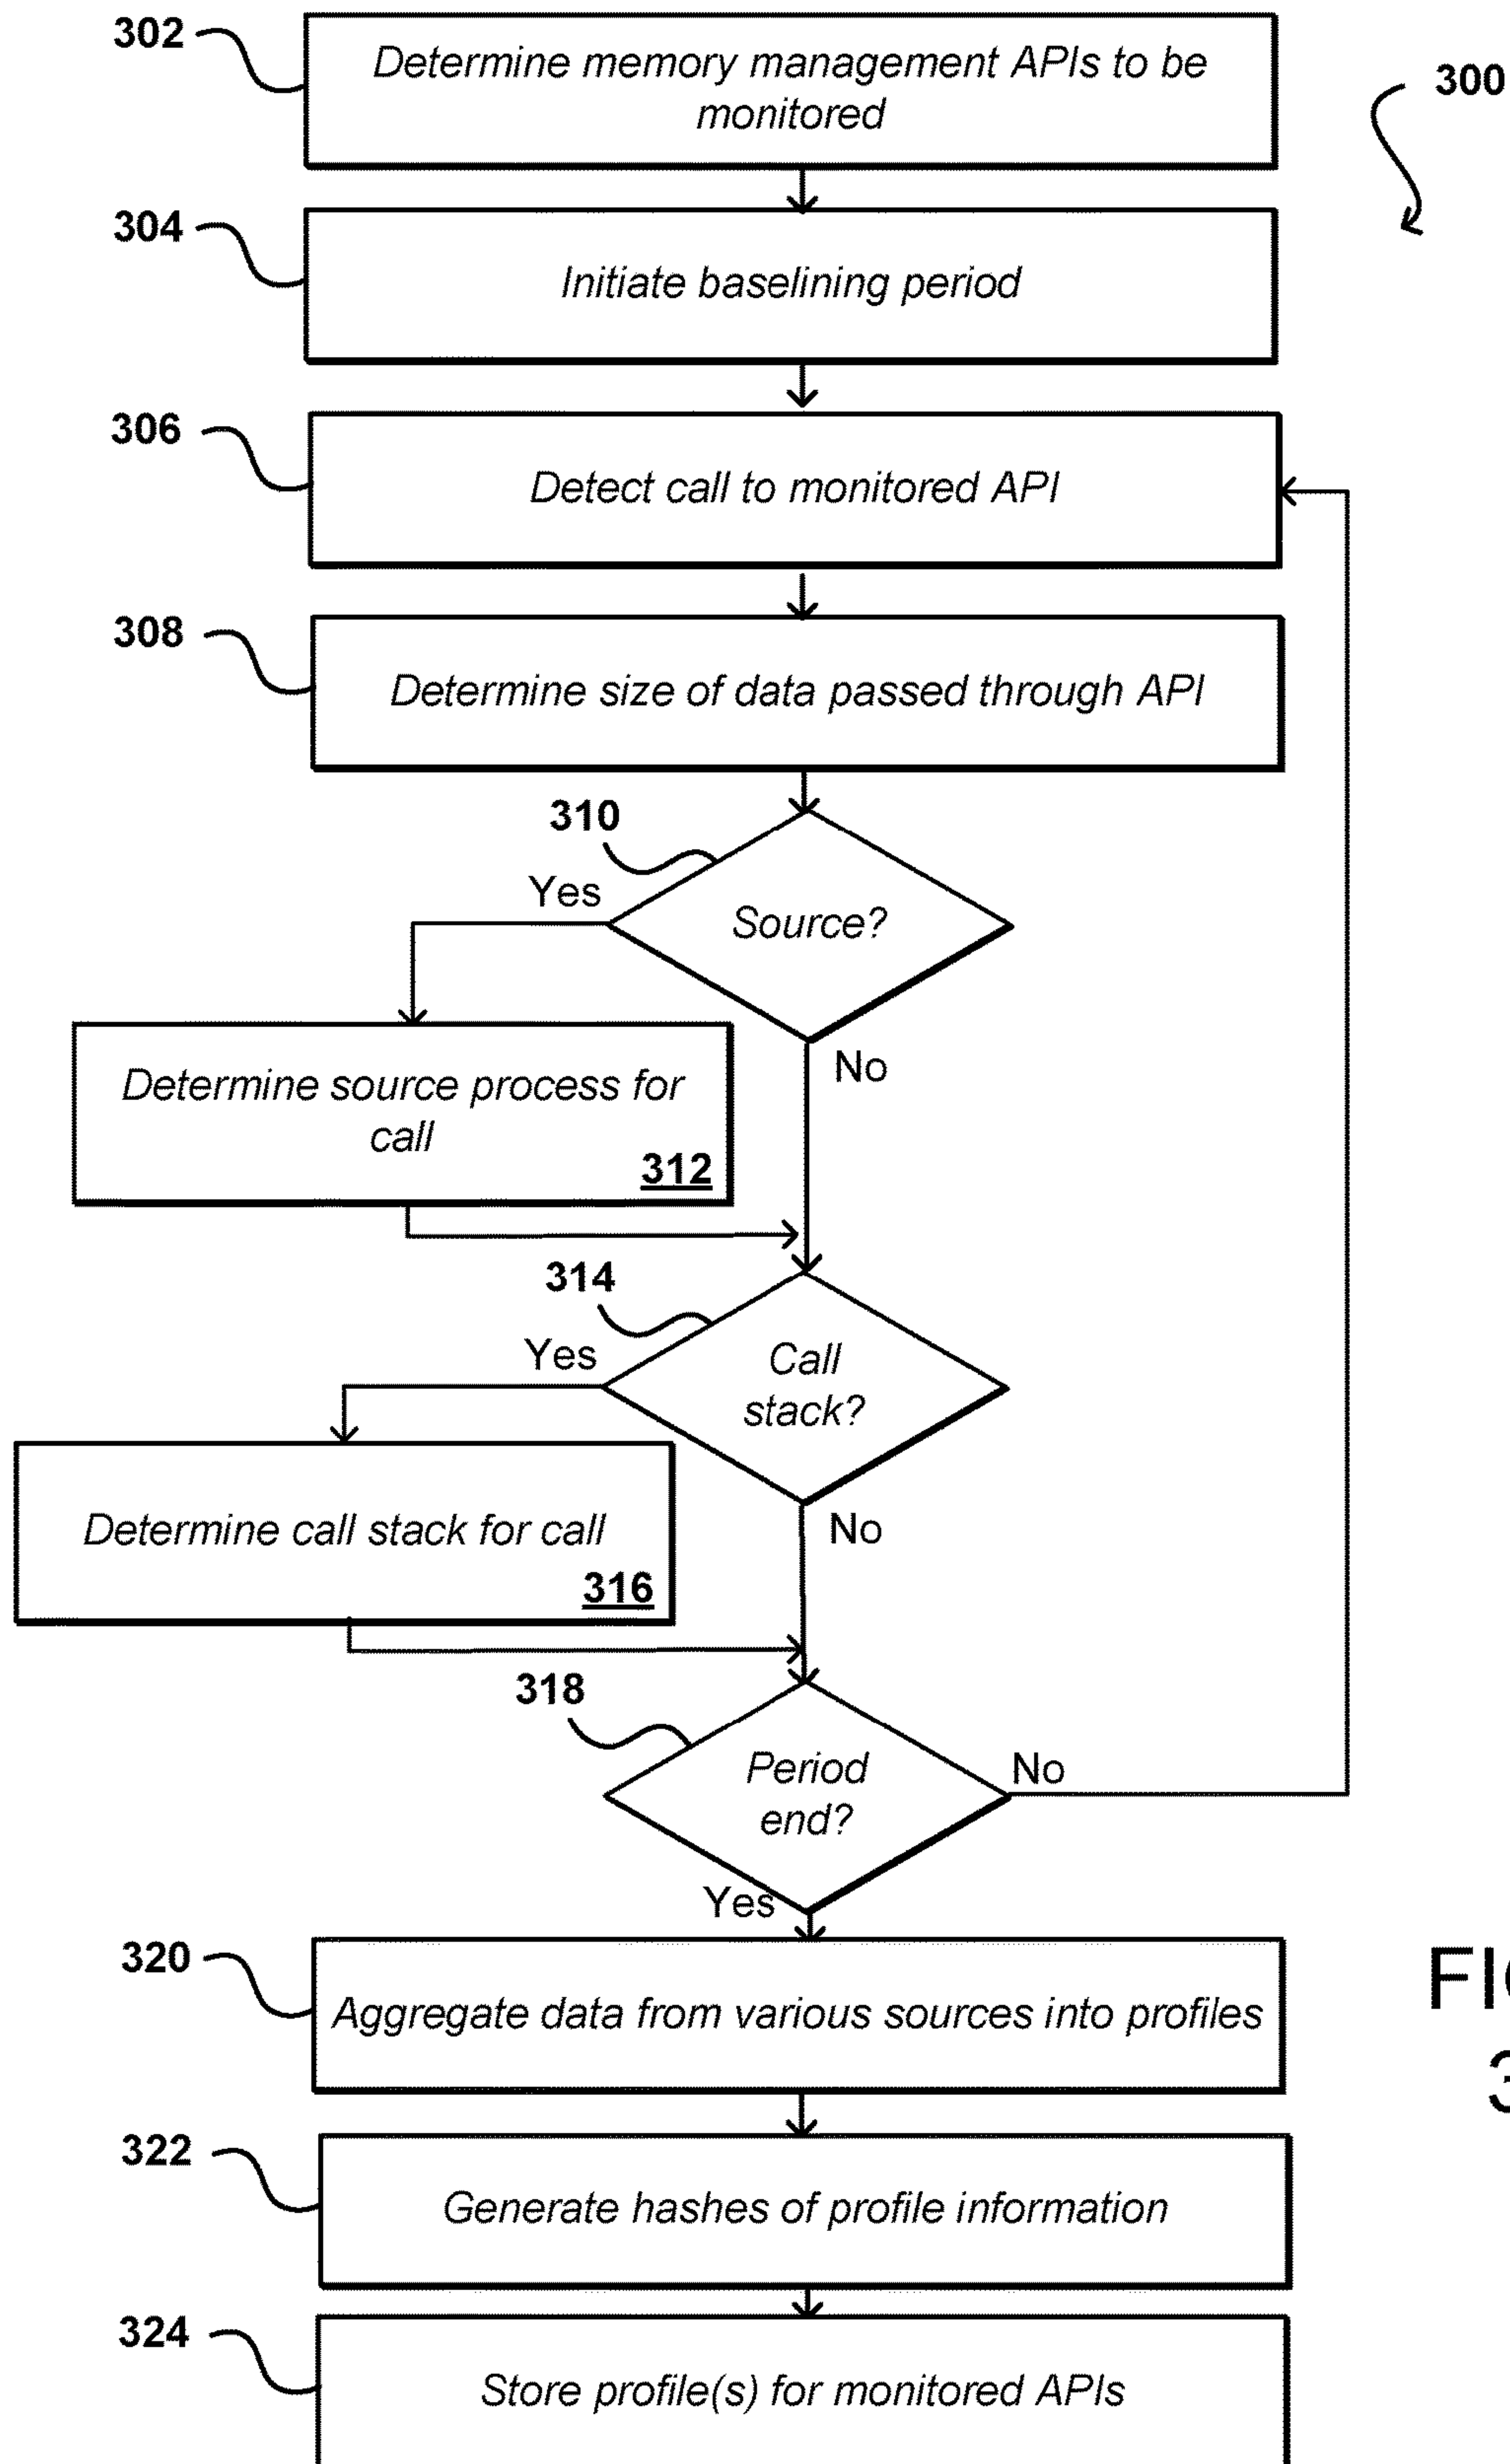 302
Determine memory management APIs to be
monitored
300
304
Initiate baselining period
306
Detect call to monitored API
308
Determine size of data passed through API
310
Yes
Source?
No
Determine source process for
call
312
314
Yes
Call
stack?
No
Determine call stack for call
316
318
Period
end?
No
Yes
320
Aggregate data from various sources into profiles
322
Generate hashes of profile information
324
Store profile(s) for monitored APIs